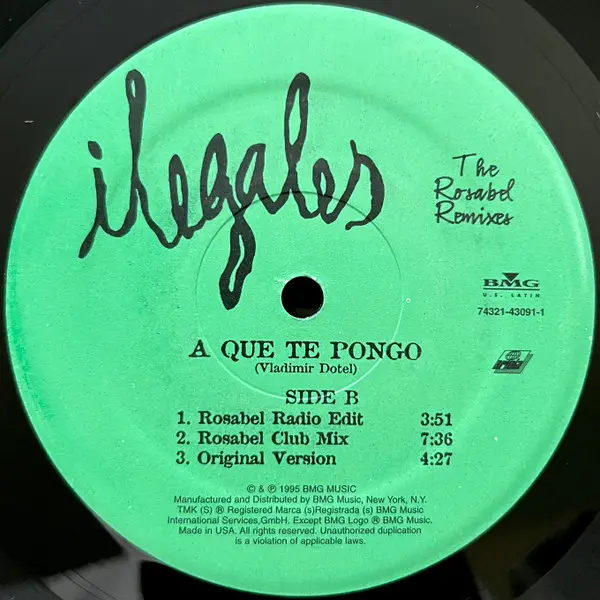 ilegales
The
Rosabel
Remixes
BMG
U.S. LATIN
74321-43091-1
ariola
A QUE TE PONGO
(Vladimir Dotel)
SIDE B
1. Rosabel Radio Edit 3:51
2. Rosabel Club Mix 7:36
3. Original Version 4:27
© & ℗ 1995 BMG MUSIC
Manufactured and Distributed by BMG Music, New York, N.Y.
TMK (S) ® Registered Marca (s)Registrada (s) BMG Music
International Services,GmbH. Except BMG Logo ® BMG Music.
Made in USA. All rights reserved. Unauthorized duplication
is a violation of applicable laws.